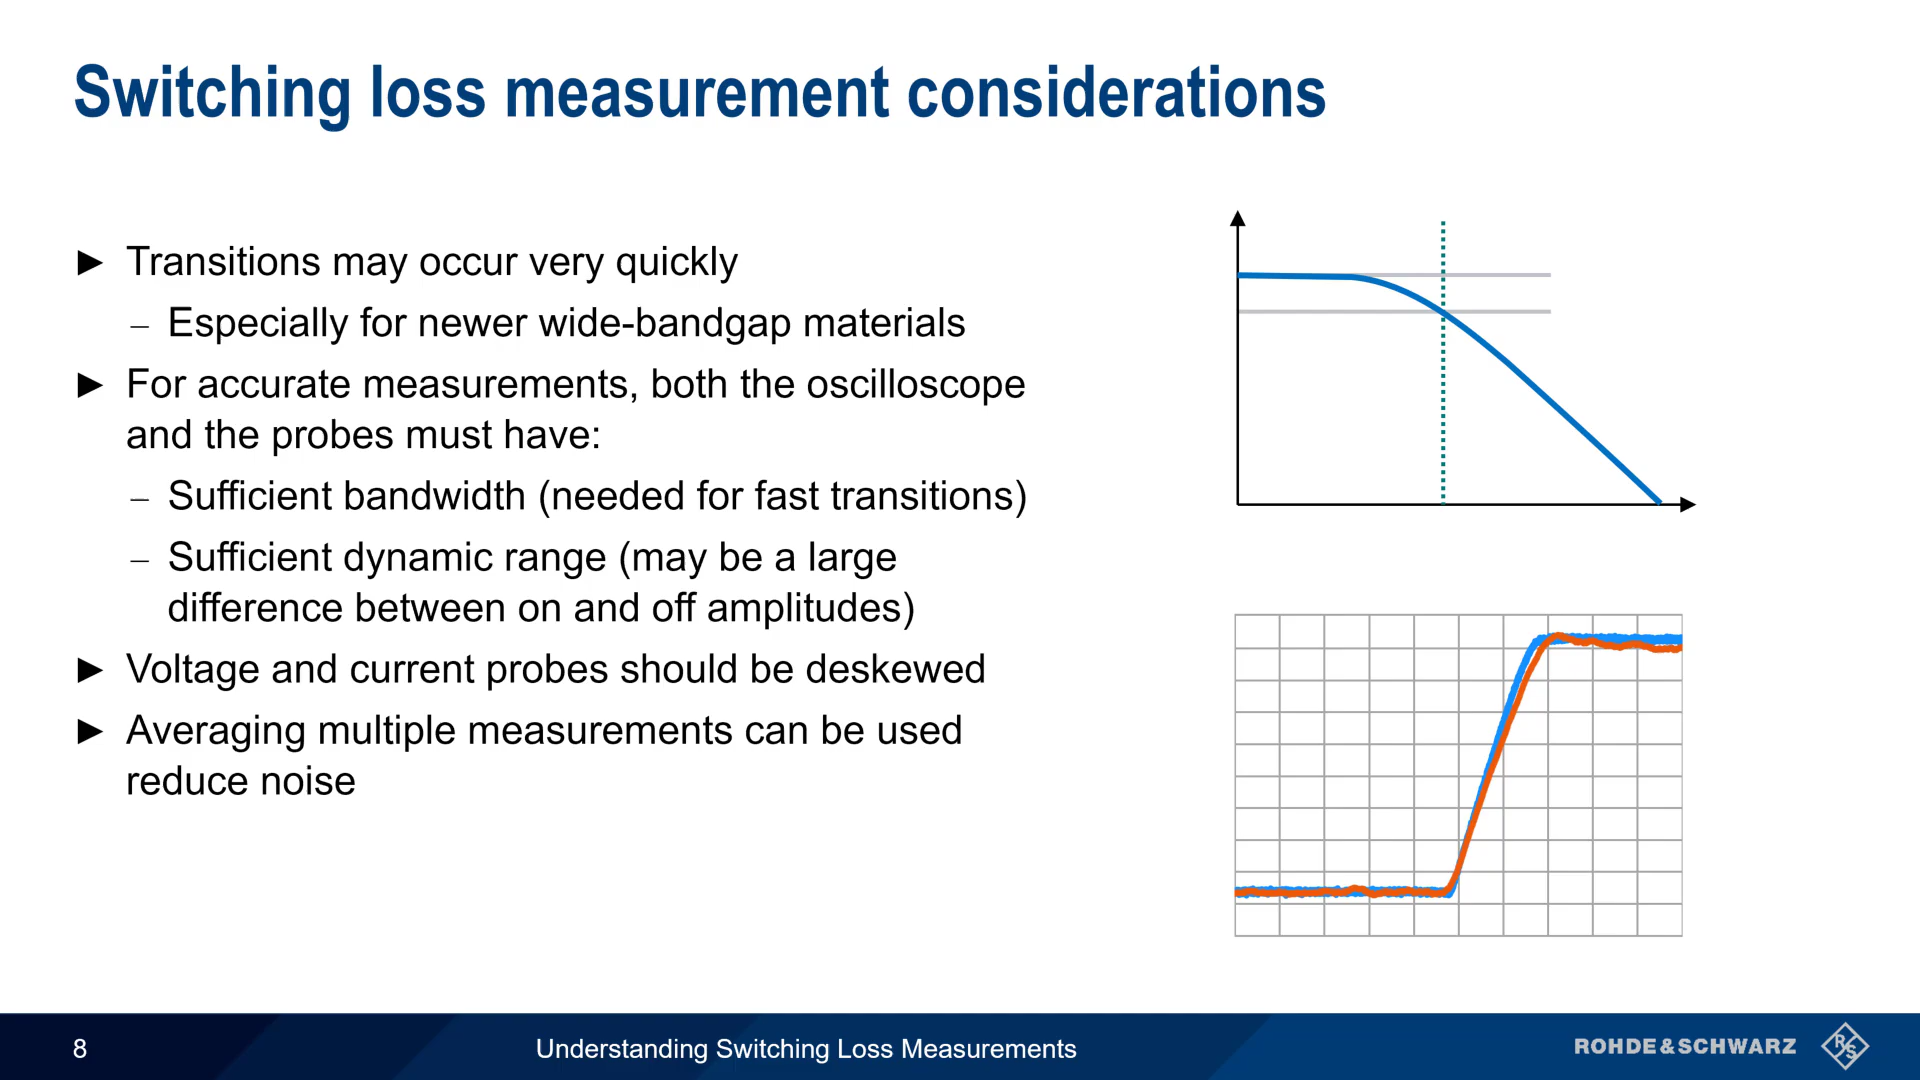 Switching loss measurement considerations
► Transitions may occur very quickly
– Especially for newer wide-bandgap materials
► For accurate measurements, both the oscilloscope
and the probes must have:
– Sufficient bandwidth (needed for fast transitions)
– Sufficient dynamic range (may be a large
difference between on and off amplitudes)
► Voltage and current probes should be deskewed
► Averaging multiple measurements can be used
reduce noise
8
Understanding Switching Loss Measurements
ROHDE&SCHWARZ
R&S